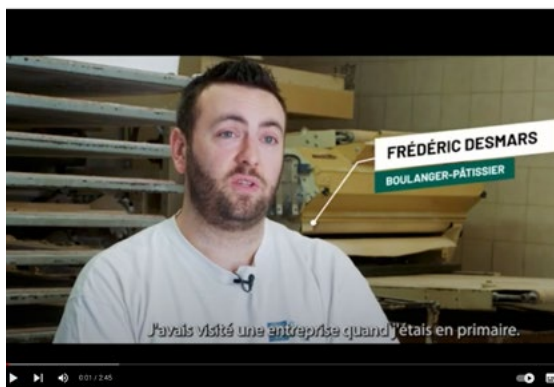 FRÉDÉRIC DESMARS
BOULANGER-PÂTISSIER
J'avais visité une entreprise quand j'étais en primaire.
0:01 / 2:45